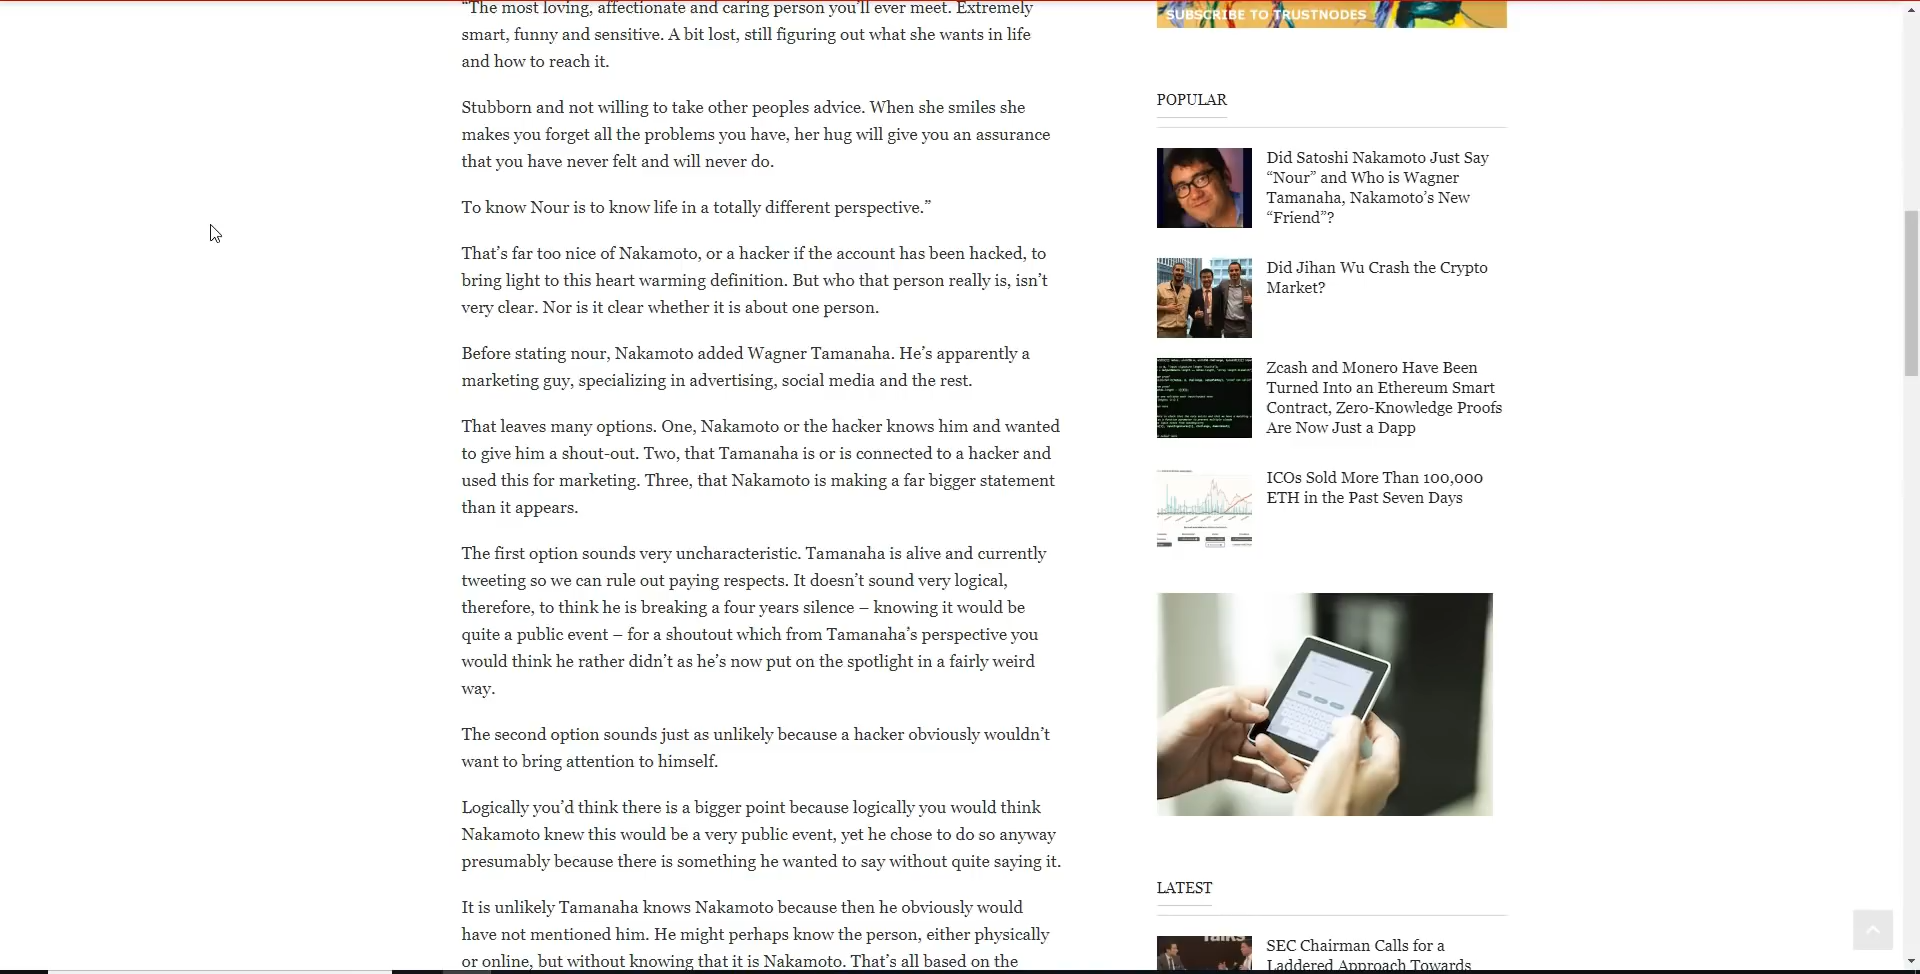 "The most loving, affectionate and caring person you'll ever meet. Extremely
smart, funny and sensitive. A bit lost, still figuring out what she wants in life
and how to reach it.
Stubborn and not willing to take other peoples advice. When she smiles she
makes you forget all the problems you have, her hug will give you an assurance
that you have never felt and will never do.
To know Nour is to know life in a totally different perspective."
That's far too nice of Nakamoto, or a hacker if the account has been hacked, to
bring light to this heart warming definition. But who that person really is, isn't
very clear. Nor is it clear whether it is about one person.
Before stating nour, Nakamoto added Wagner Tamanaha. He's apparently a
marketing guy, specializing in advertising, social media and the rest.
That leaves many options. One, Nakamoto or the hacker knows him and wanted
to give him a shout-out. Two, that Tamanaha is or is connected to a hacker and
used this for marketing. Three, that Nakamoto is making a far bigger statement
than it appears.
The first option sounds very uncharacteristic. Tamanaha is alive and currently
tweeting so we can rule out paying respects. It doesn't sound very logical,
therefore, to think he is breaking a four years silence – knowing it would be
quite a public event – for a shoutout which from Tamanaha's perspective you
would think he rather didn't as he's now put on the spotlight in a fairly weird
way.
The second option sounds just as unlikely because a hacker obviously wouldn't
want to bring attention to himself.
Logically you'd think there is a bigger point because logically you would think
Nakamoto knew this would be a very public event, yet he chose to do so anyway
presumably because there is something he wanted to say without quite saying it.
It is unlikely Tamanaha knows Nakamoto because then he obviously would
have not mentioned him. He might perhaps know the person, either physically
or online, but without knowing that it is Nakamoto. That's all based on the
SUBSCRIBE TO TRUSTNODES
POPULAR
Did Satoshi Nakamoto Just Say
"Nour" and Who is Wagner
Tamanaha, Nakamoto's New
"Friend"?
Did Jihan Wu Crash the Crypto
Market?
Zcash and Monero Have Been
Turned Into an Ethereum Smart
Contract, Zero-Knowledge Proofs
Are Now Just a Dapp
ICOs Sold More Than 100,000
ETH in the Past Seven Days
LATEST
Talks
SEC Chairman Calls for a
Laddered Approach Towards